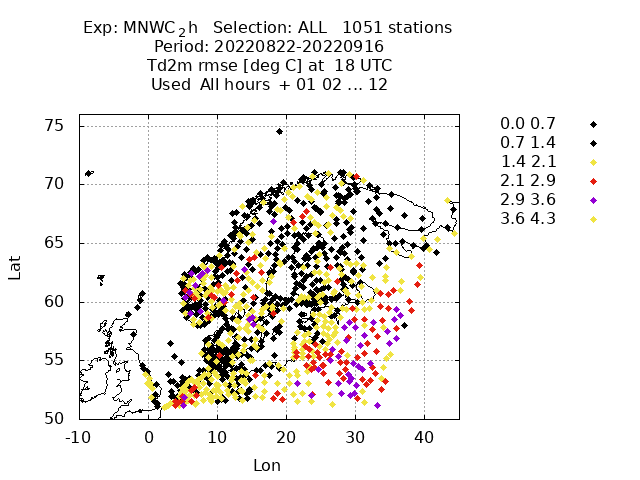 Exp: MNWC_2h   Selection: ALL   1051 stations
Period: 20220822-20220916
Td2m rmse [deg C] at  18 UTC
Used  All hours  + 01 02 ... 12
0.0 0.7
0.7 1.4
1.4 2.1
2.1 2.9
2.9 3.6
3.6 4.3
75
70
65
60
55
50
Lat
-10 0 10 20 30 40
Lon